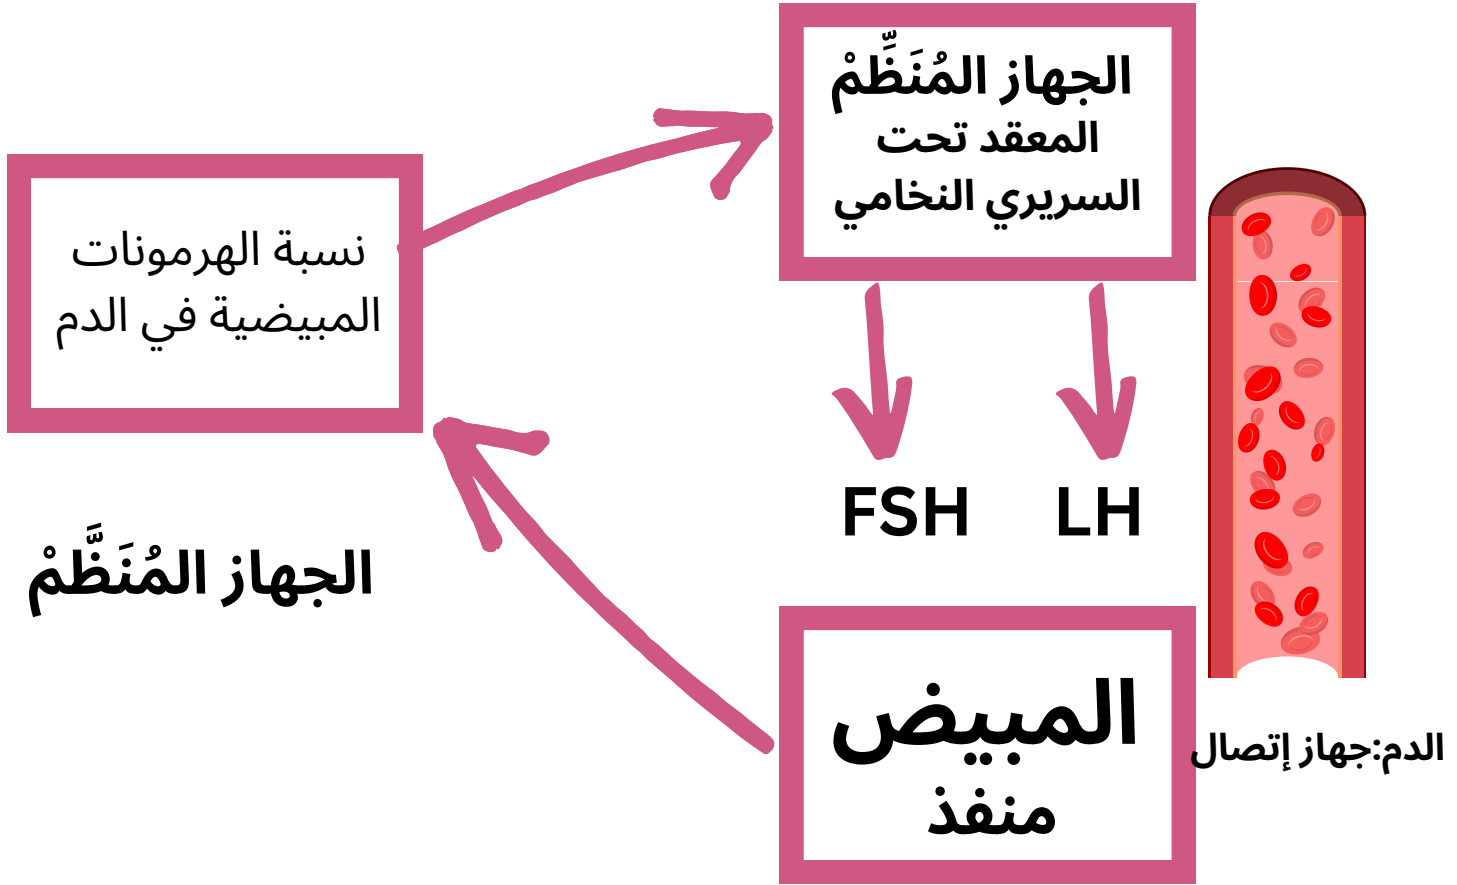 الجهاز المُنَظِّمْ
المعقد تحت
السريري النخامي
نسبة الهرمونات
المبيضية في الدم
FSH LH
الجهاز المُنَظَّمْ
المبيض
منفذ
الدم:جهاز إتصال